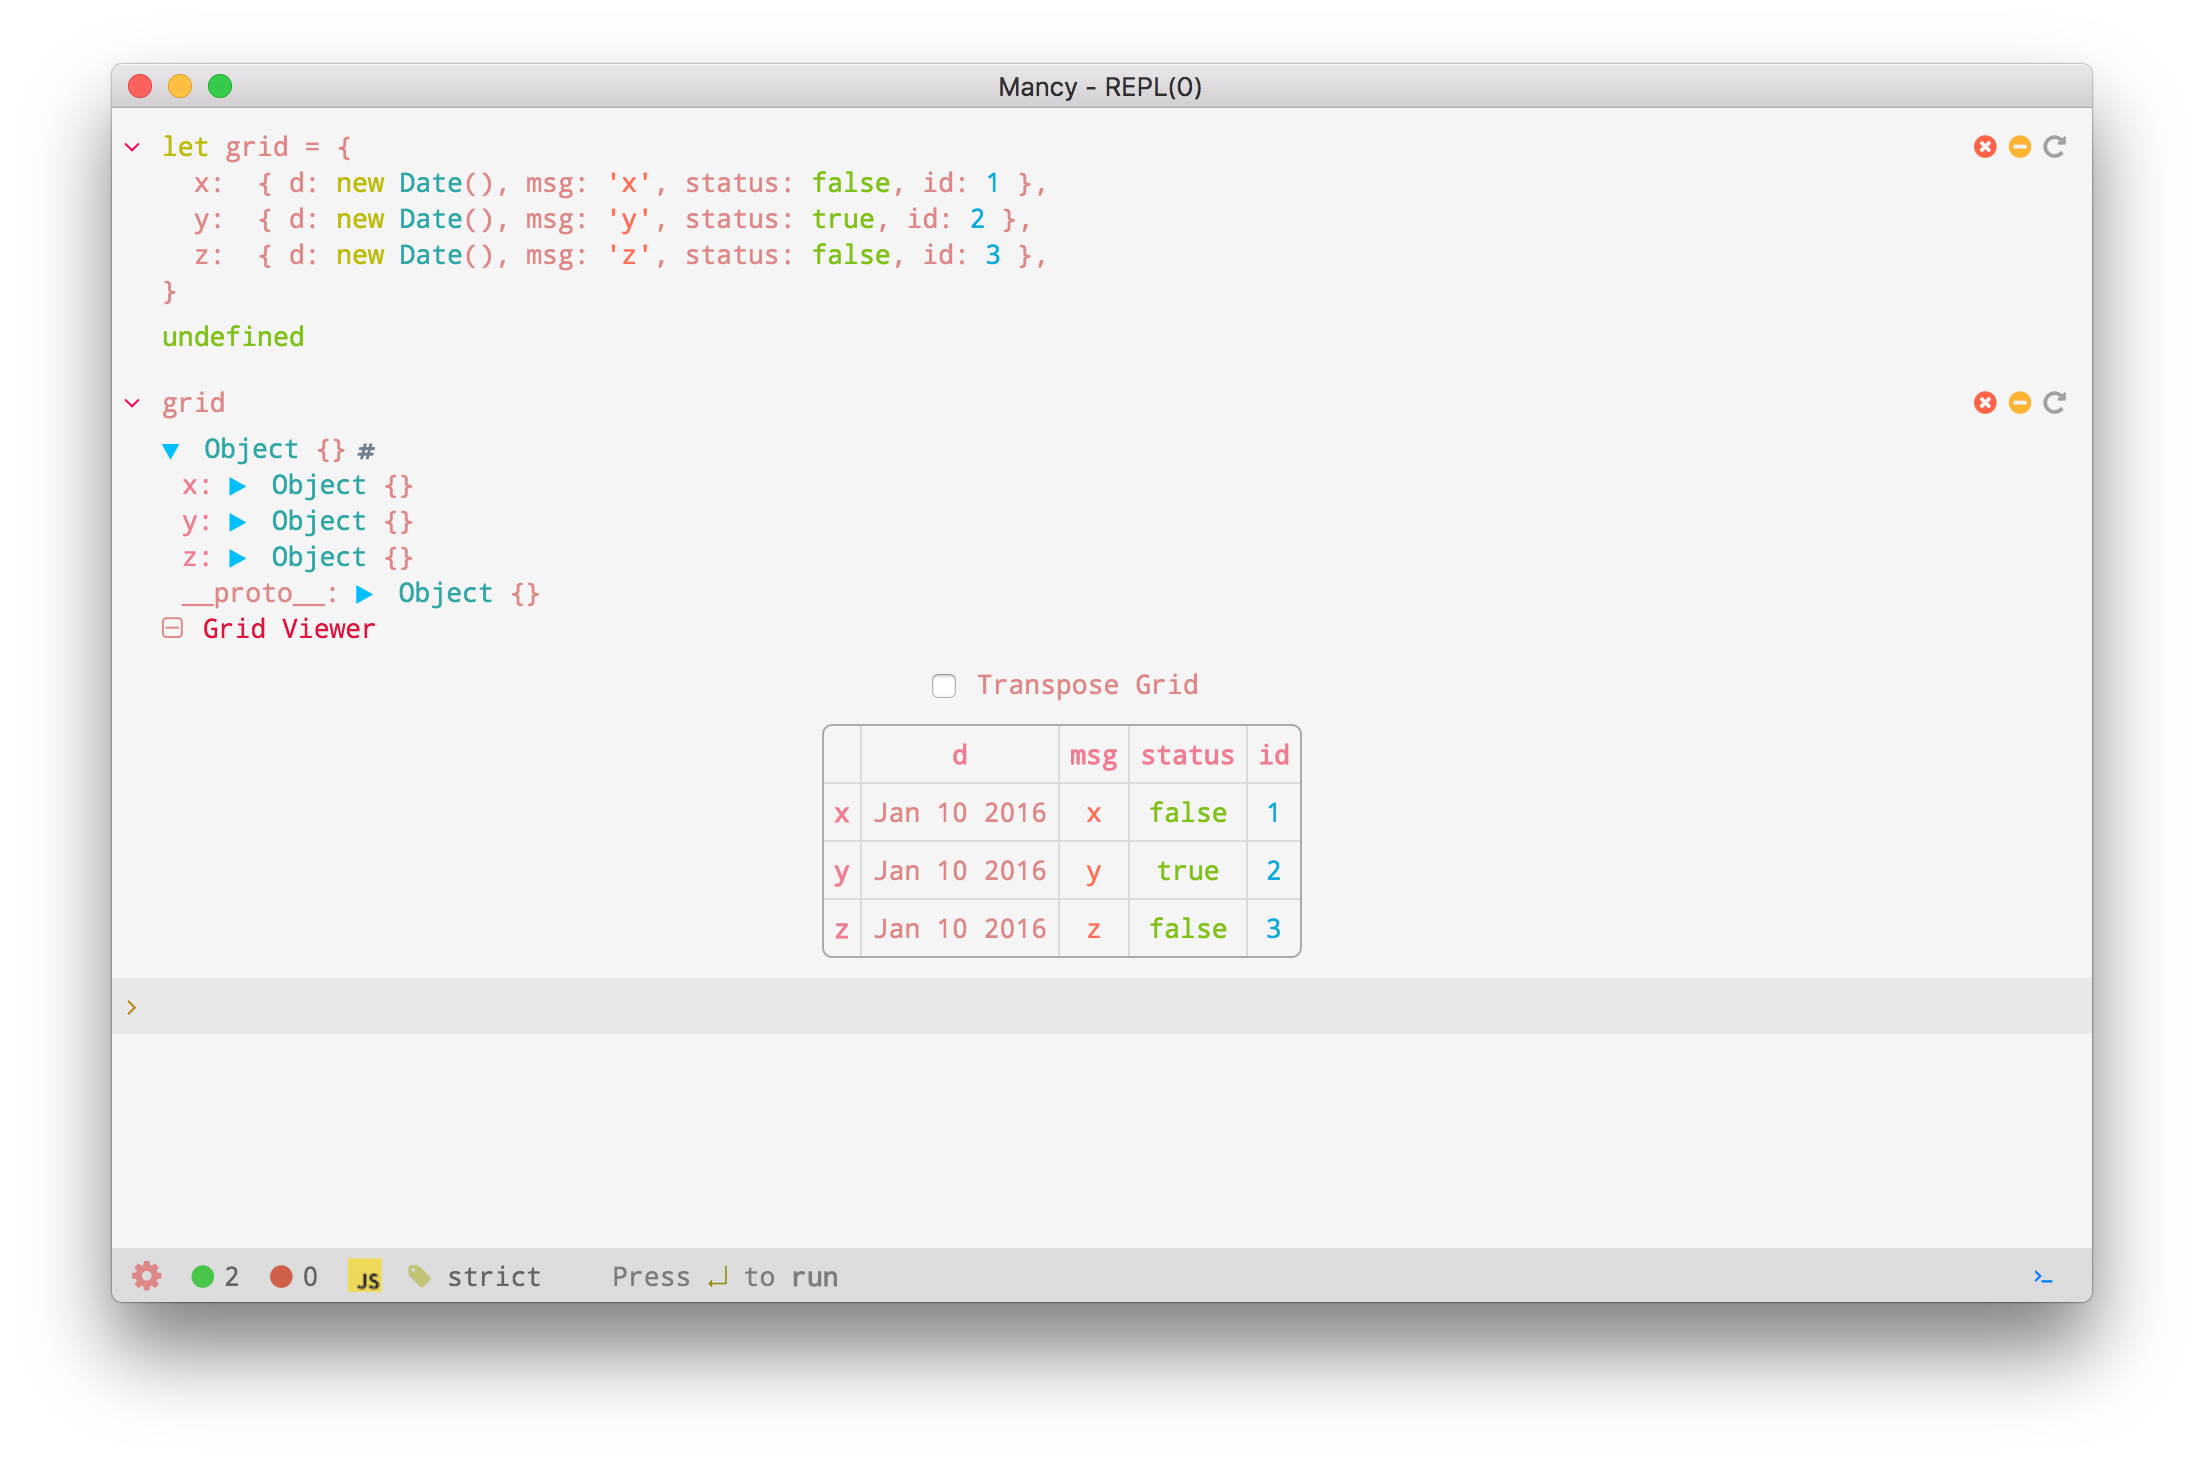 Mancy - REPL(0)
let grid = {
  x:  { d: new Date(), msg: 'x', status: false, id: 1 },
  y:  { d: new Date(), msg: 'y', status: true, id: 2 },
  z:  { d: new Date(), msg: 'z', status: false, id: 3 },
}
undefined
grid
Object {} #
x: Object {}
y: Object {}
z: Object {}
__proto__: Object {}
Grid Viewer
Transpose Grid
d msg status id
x Jan 10 2016 x false 1
y Jan 10 2016 y true 2
z Jan 10 2016 z false 3
2 0 JS strict Press ↵ to run